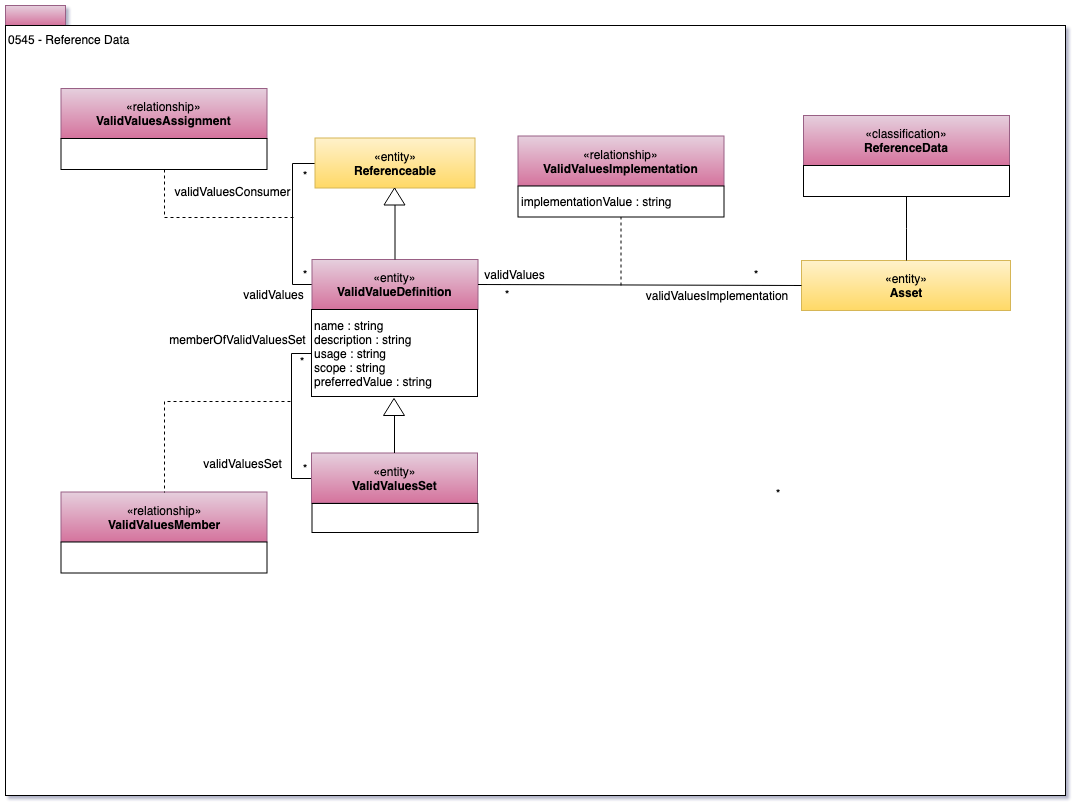 0545 - Reference Data
«relationship»
ValidValuesAssignment
«entity»
Referenceable
*
validValuesConsumer
«relationship»
ValidValuesImplementation
implementationValue : string
«classification»
ReferenceData
*
validValues
«entity»
ValidValueDefinition
name : string
description : string
usage : string
scope : string
preferredValue : string
validValues
*
*
validValuesImplementation
«entity»
Asset
memberOfValidValuesSet
*
validValuesSet
*
«entity»
ValidValuesSet
*
«relationship»
ValidValuesMember